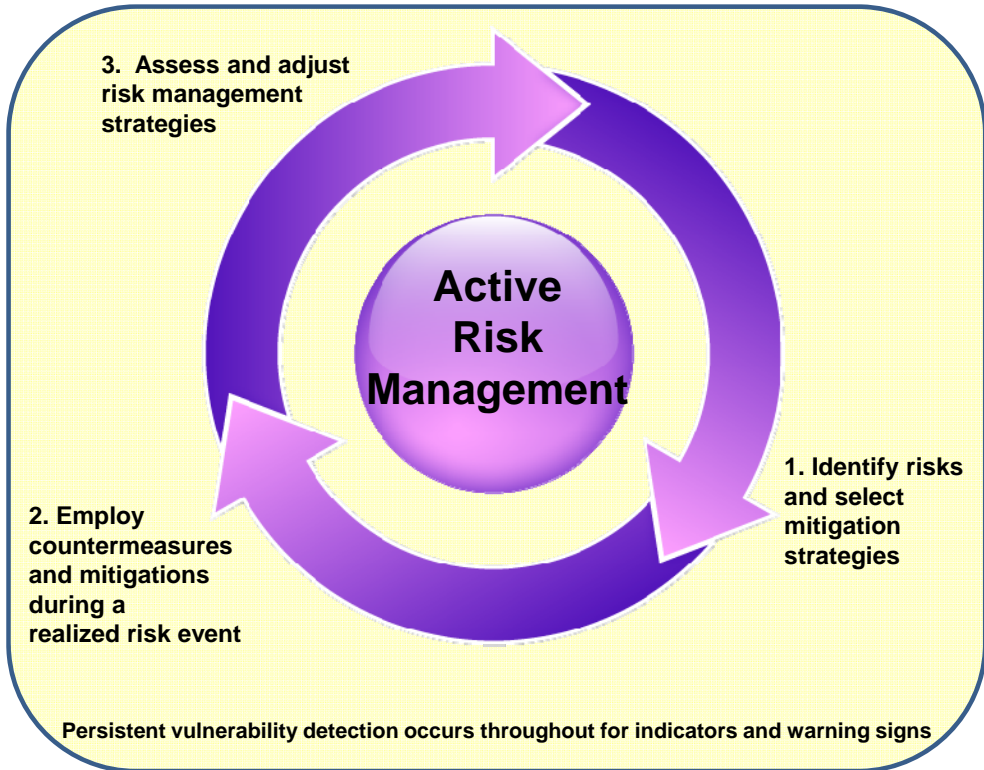 3. Assess and adjust
risk management
strategies
Active
Risk
Management
1. Identify risks
and select
mitigation
strategies
2. Employ
countermeasures
and mitigations
during a
realized risk event
Persistent vulnerability detection occurs throughout for indicators and warning signs